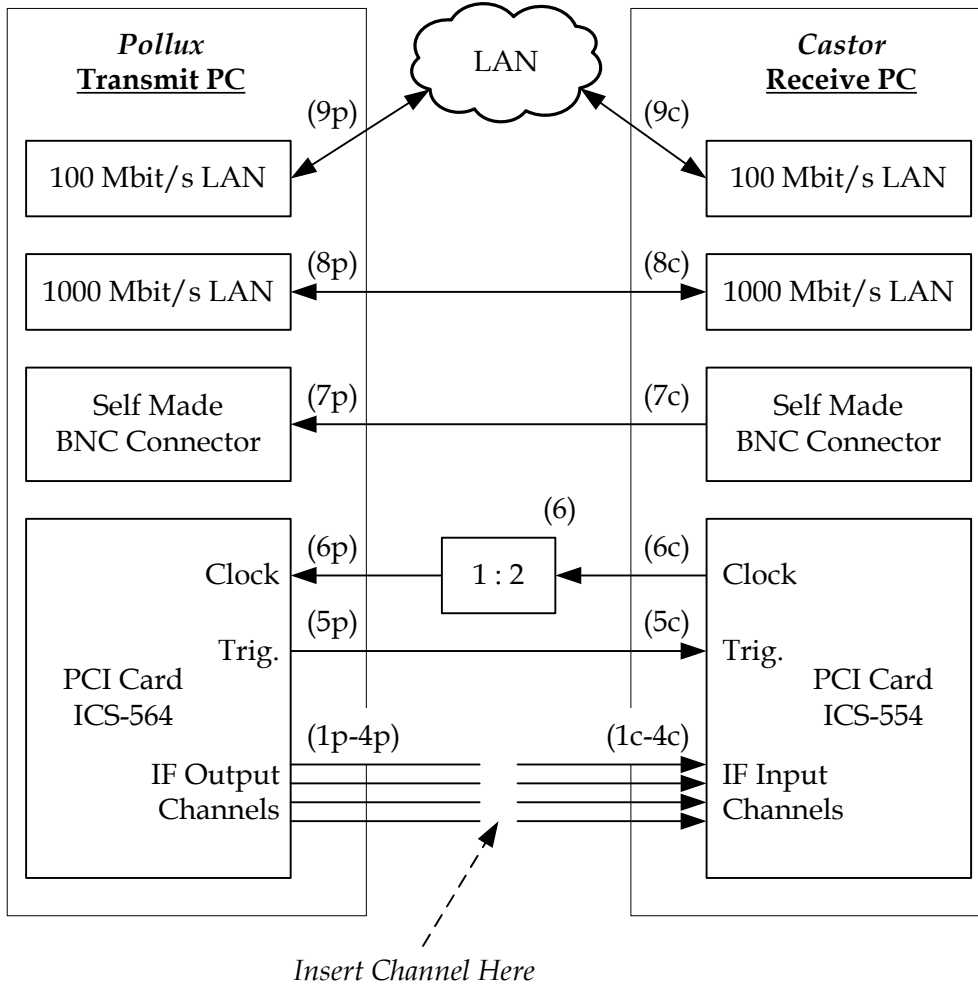 Pollux
Transmit PC
LAN
Castor
Receive PC
(9p)
(9c)
100 Mbit/s LAN
100 Mbit/s LAN
(8p)
(8c)
1000 Mbit/s LAN
1000 Mbit/s LAN
(7p)
(7c)
Self Made
BNC Connector
Self Made
BNC Connector
(6)
(6p)
(6c)
Clock
1 : 2
Clock
(5p)
(5c)
Trig.
Trig.
PCI Card
ICS-564
PCI Card
ICS-554
(1p-4p)
(1c-4c)
IF Output
Channels
IF Input
Channels
Insert Channel Here